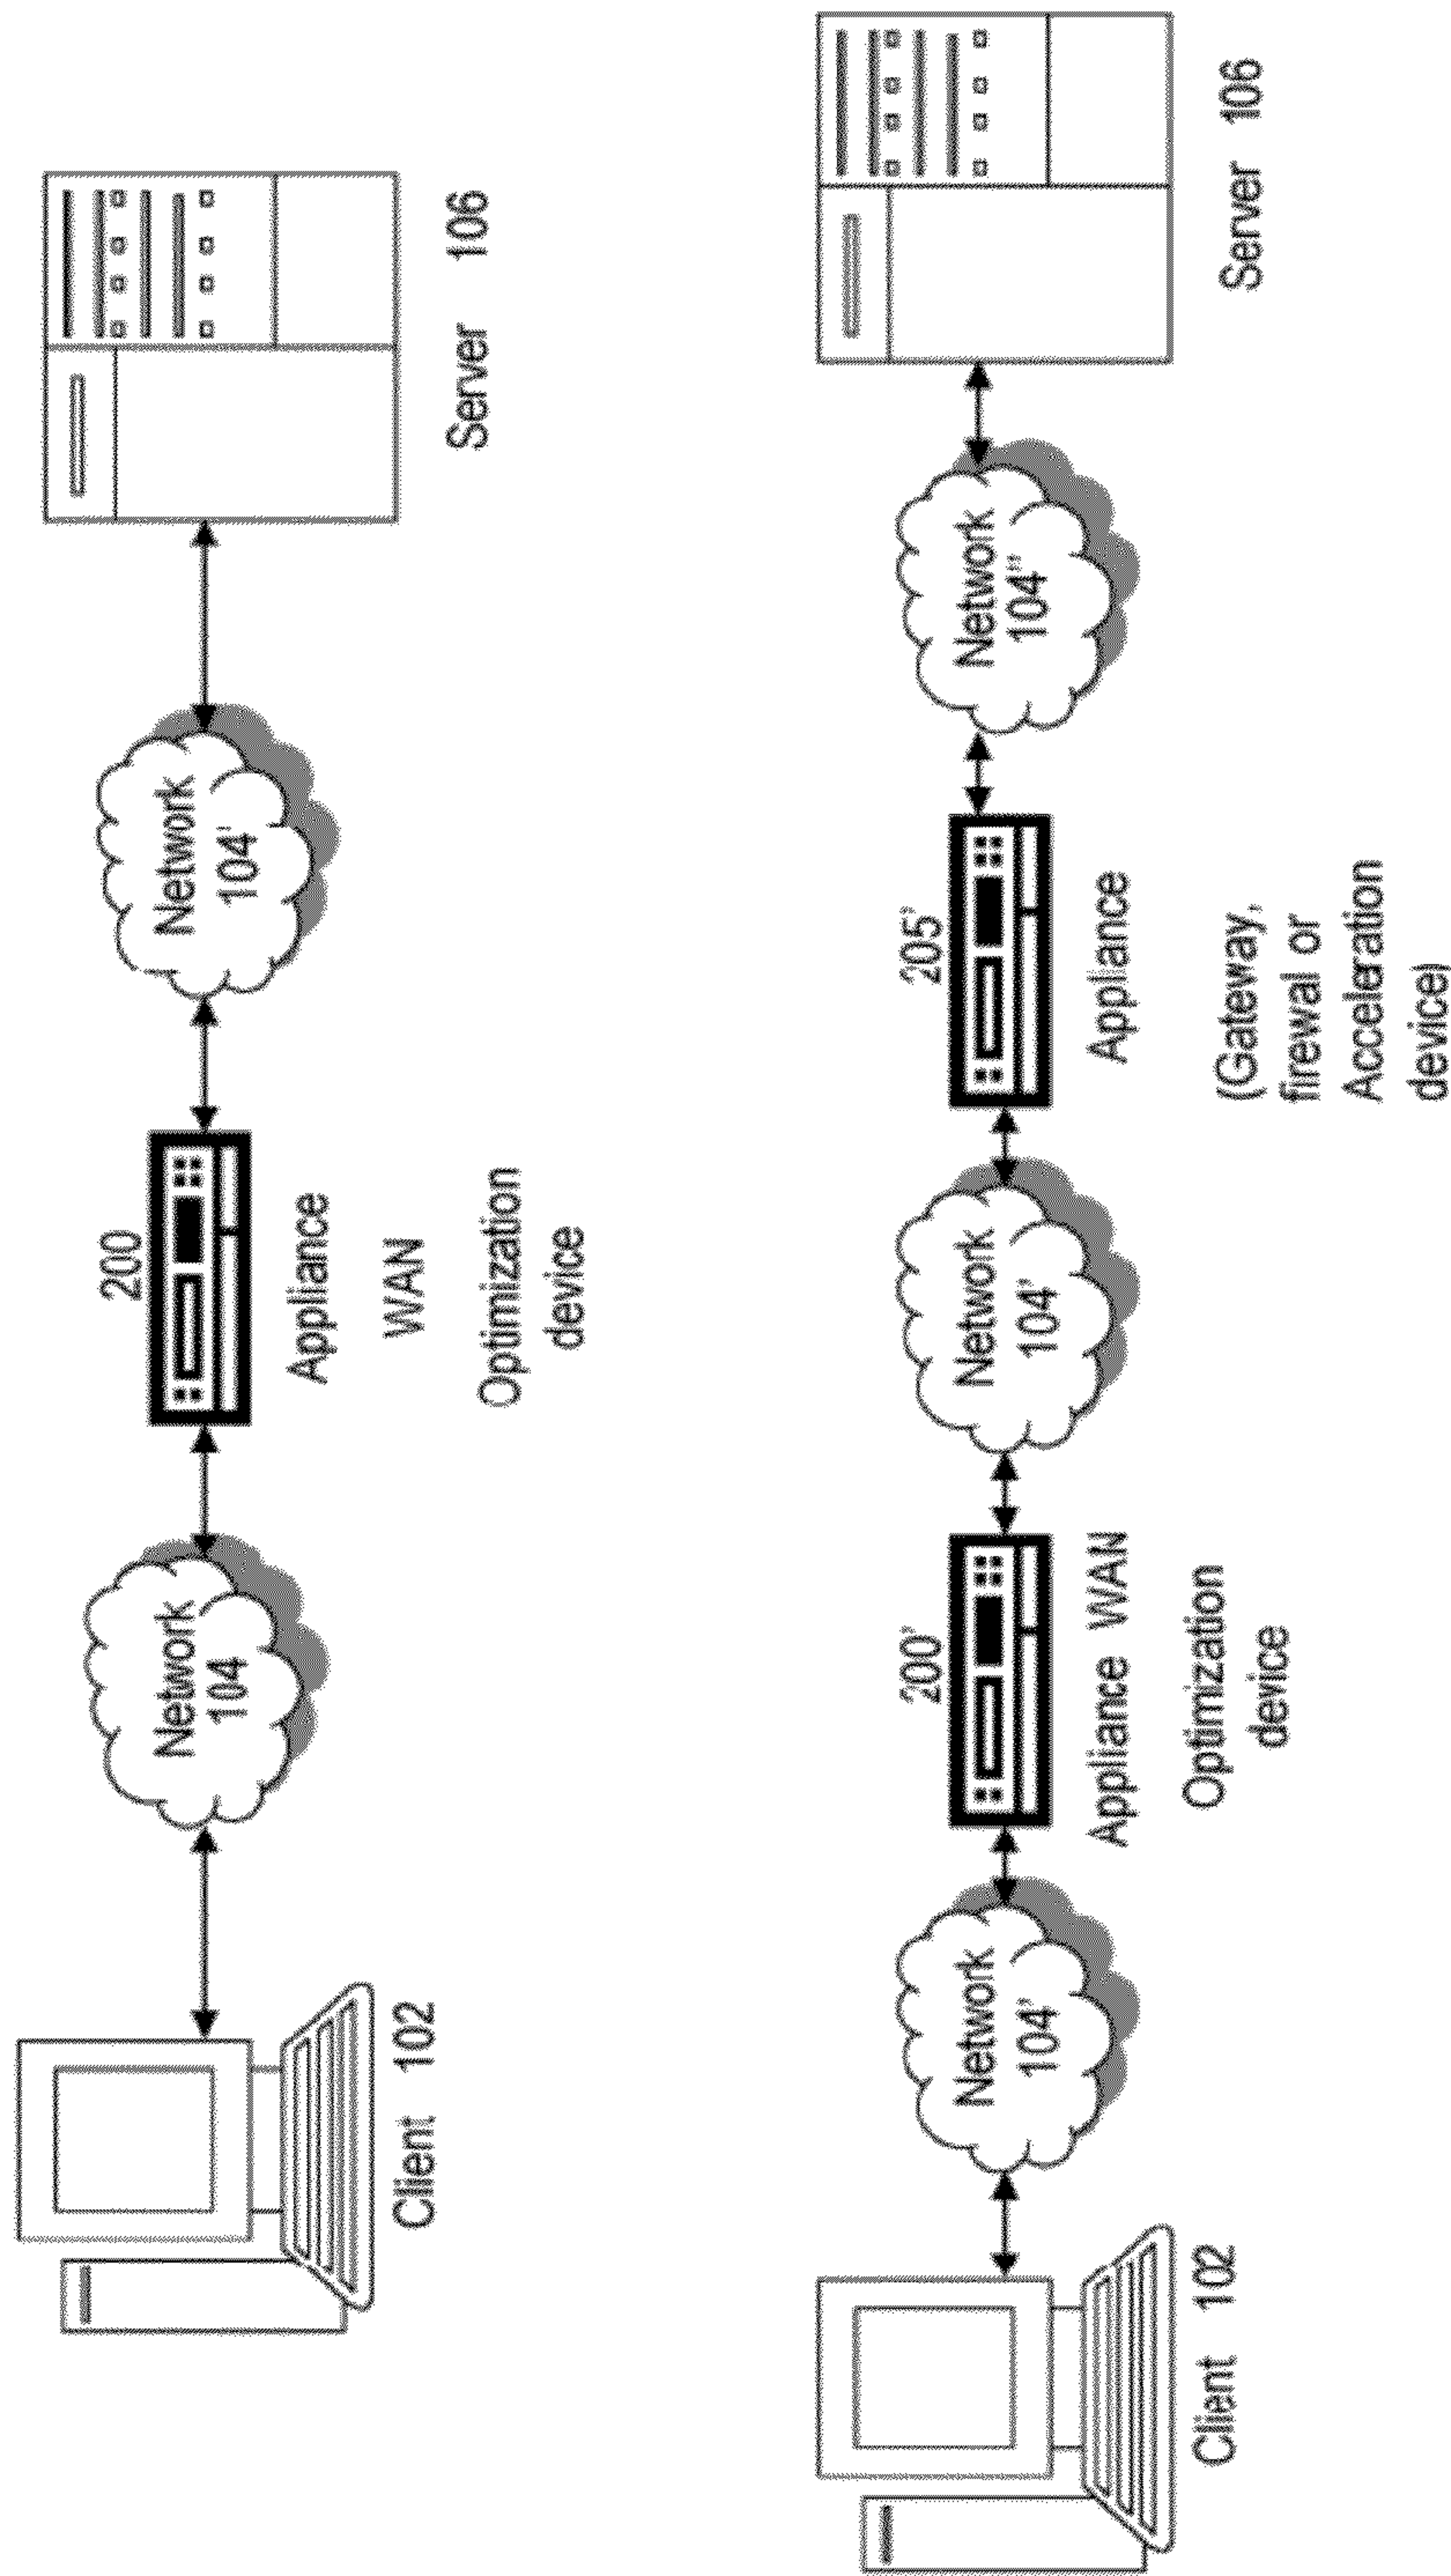 Client 102
Network
104
200
Appliance
WAN
Optimization
device
Network
104'
Server 106
Client 102
Network
104'
200'
Appliance WAN
Optimization
device
Network
104'
205'
Appliance
(Gateway,
firewal or
Acceleration
device)
Network
104"
Server 106